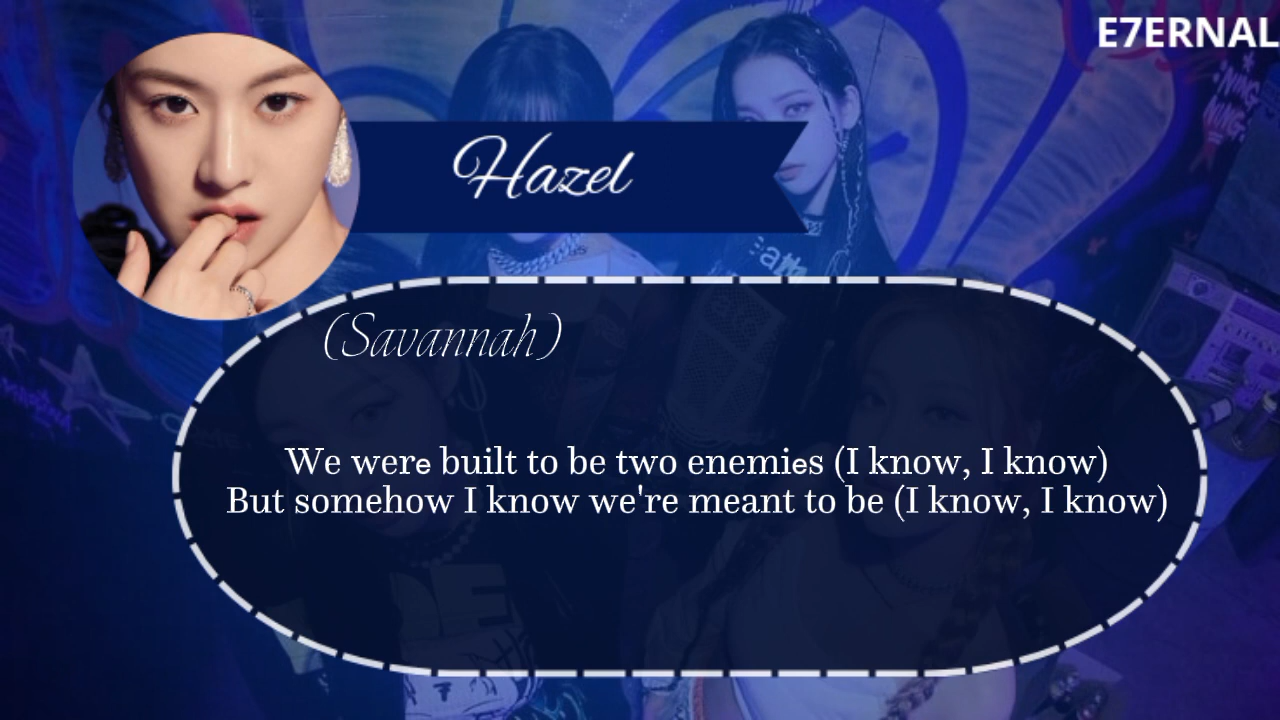 E7ERNAL
Hazel
(Savannah)
We were built to be two enemies (I know, I know)
But somehow I know we're meant to be (I know, I know)